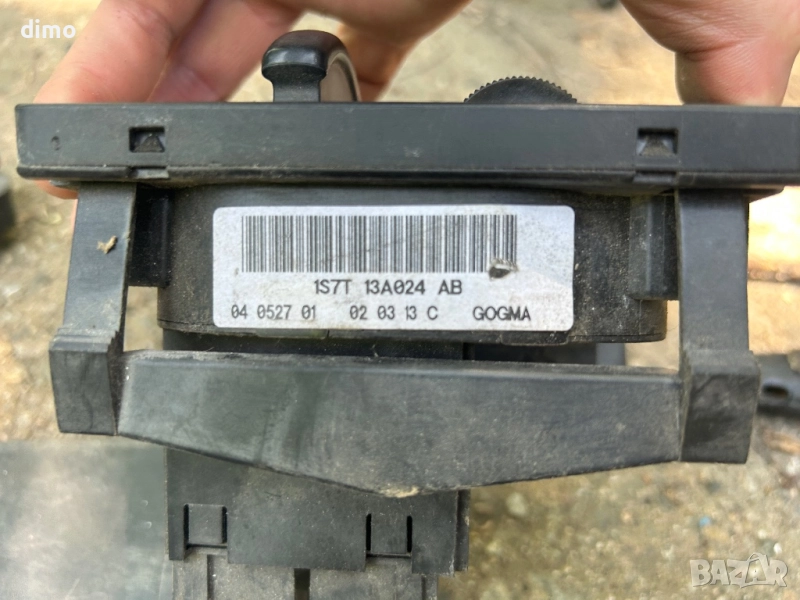 dimo
1S7T 13A024 AB
04 0527 01 02 03 13 C GOGMA
BAZAR